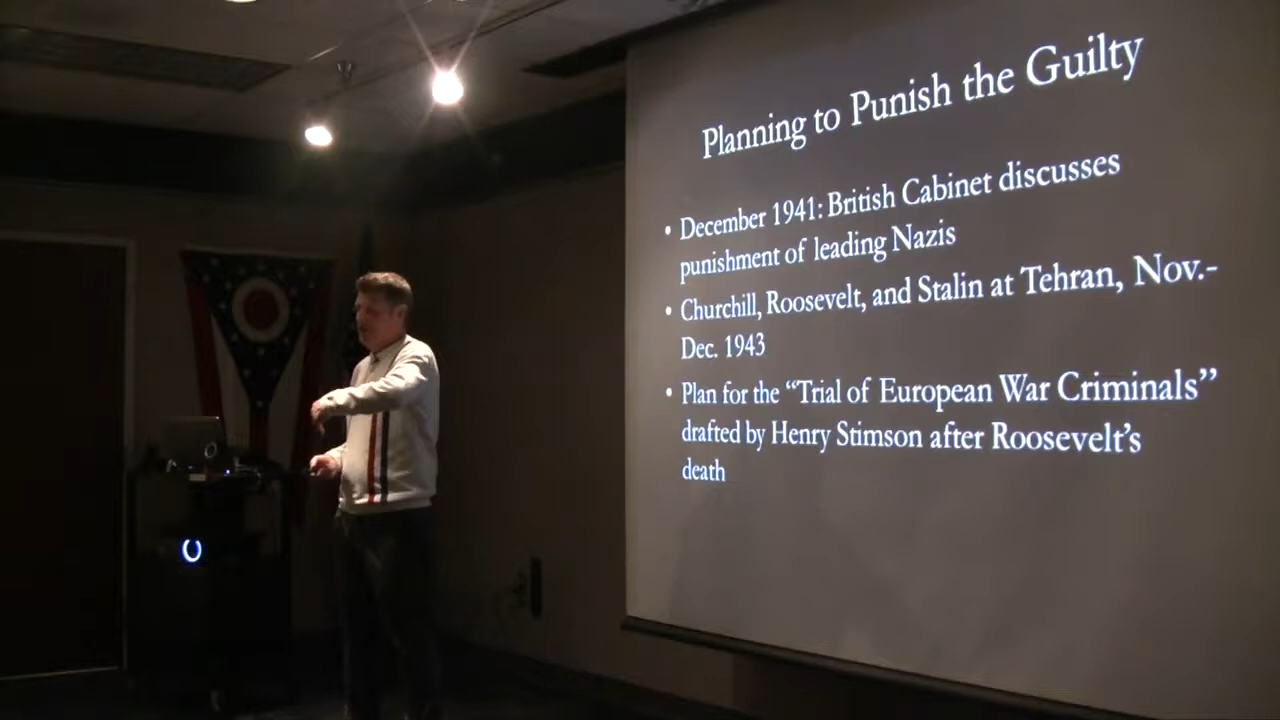 Planning to Punish the Guilty
• December 1941: British Cabinet discusses
punishment of leading Nazis
• Churchill, Roosevelt, and Stalin at Tehran, Nov.-
Dec. 1943
• Plan for the “Trial of European War Criminals”
drafted by Henry Stimson after Roosevelt’s
death